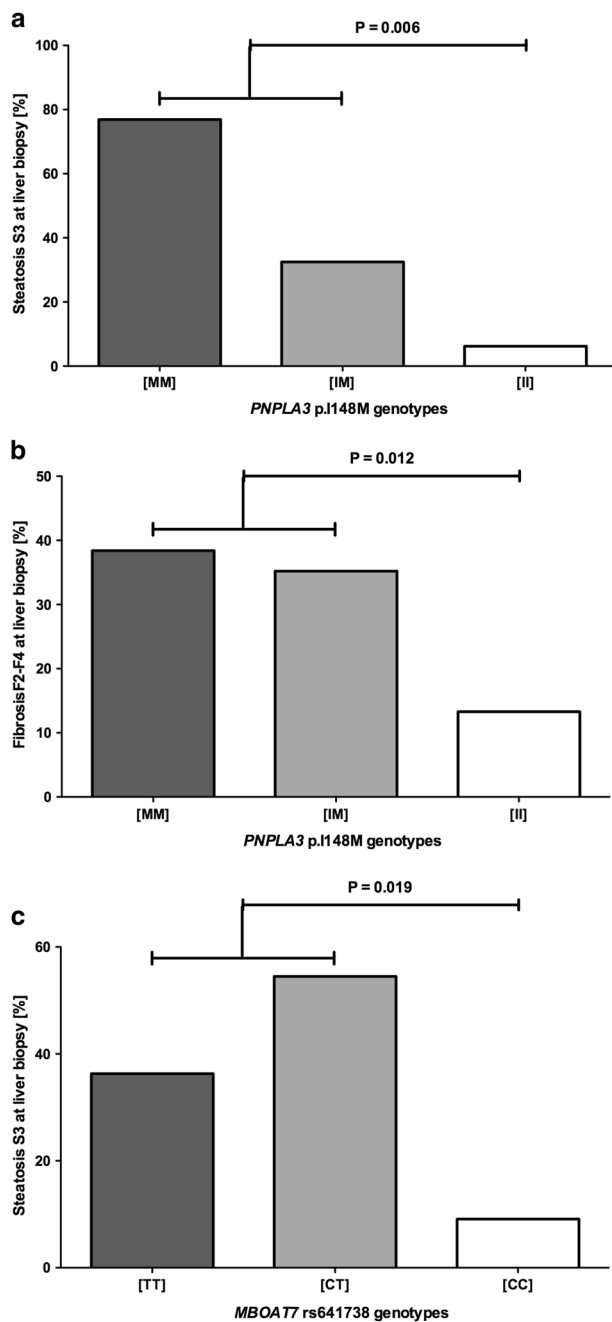 a
P = 0.006
100
80
60
40
20
0
Steatosis S3 at liver biopsy [%]
[MM] [IM] [II]
PNPLA3 p.I148M genotypes
b
P = 0.012
50
40
30
20
10
0
FibrosisF2-F4 at liver biopsy [%]
[MM] [IM] [II]
PNPLA3 p.I148M genotypes
c
P = 0.019
60
40
20
0
Steatosis S3 at liver biopsy [%]
[TT] [CT] [CC]
MBOAT7 rs641738 genotypes